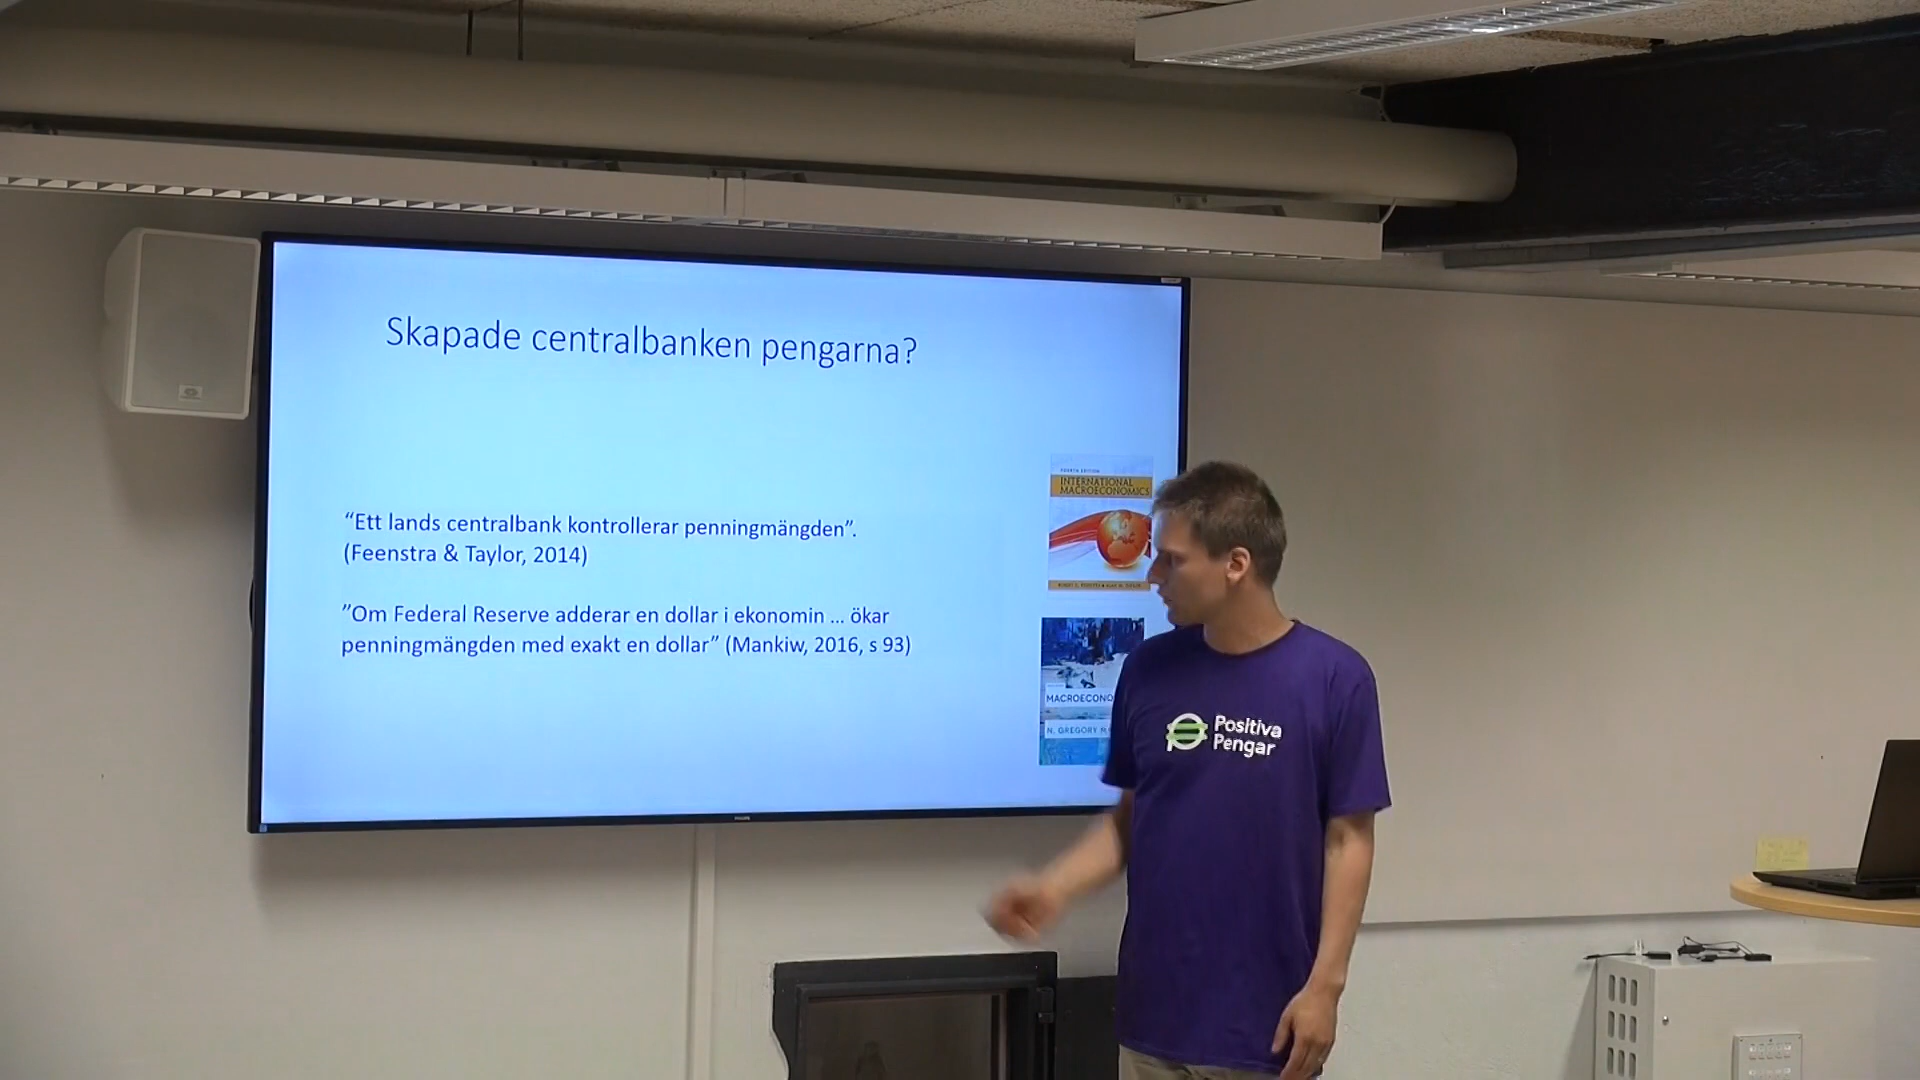 Skapade centralbanken pengarna?
“Ett lands centralbank kontrollerar penningmängden”.
(Feenstra & Taylor, 2014)
”Om Federal Reserve adderar en dollar i ekonomin ... ökar
penningmängden med exakt en dollar” (Mankiw, 2016, s 93)
FOURTH EDITION
INTERNATIONAL
MACROECONOMICS
MACROECONO
N. GREGORY
Positiva
Pengar
PHILIPS